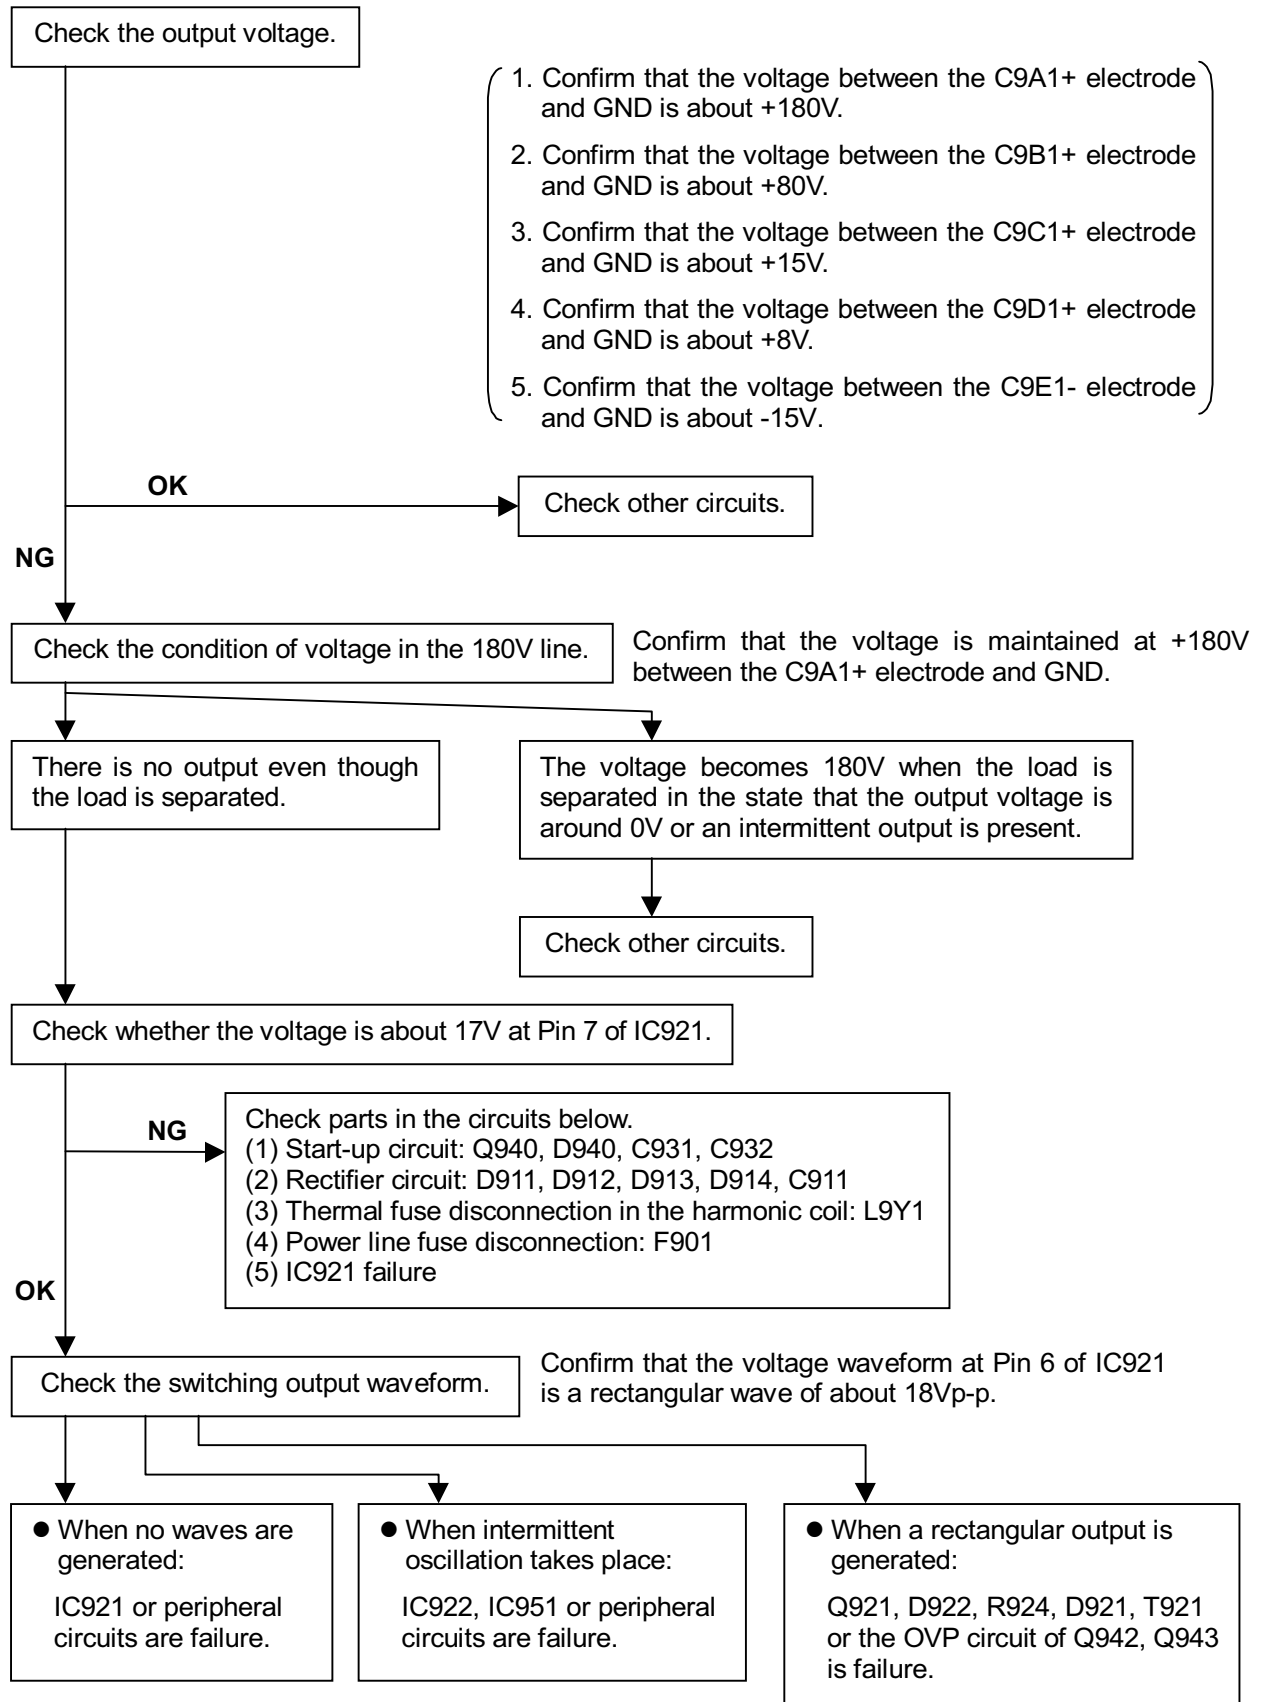 Check the output voltage.
1. Confirm that the voltage between the C9A1+ electrode
and GND is about +180V.
2. Confirm that the voltage between the C9B1+ electrode
and GND is about +80V.
3. Confirm that the voltage between the C9C1+ electrode
and GND is about +15V.
4. Confirm that the voltage between the C9D1+ electrode
and GND is about +8V.
5. Confirm that the voltage between the C9E1- electrode
and GND is about -15V.
OK
Check other circuits.
NG
Check the condition of voltage in the 180V line.
Confirm that the voltage is maintained at +180V
between the C9A1+ electrode and GND.
There is no output even though
the load is separated.
The voltage becomes 180V when the load is
separated in the state that the output voltage is
around 0V or an intermittent output is present.
Check other circuits.
Check whether the voltage is about 17V at Pin 7 of IC921.
NG
Check parts in the circuits below.
(1) Start-up circuit: Q940, D940, C931, C932
(2) Rectifier circuit: D911, D912, D913, D914, C911
(3) Thermal fuse disconnection in the harmonic coil: L9Y1
(4) Power line fuse disconnection: F901
(5) IC921 failure
OK
Check the switching output waveform.
Confirm that the voltage waveform at Pin 6 of IC921
is a rectangular wave of about 18Vp-p.
● When no waves are
generated:
IC921 or peripheral
circuits are failure.
● When intermittent
oscillation takes place:
IC922, IC951 or peripheral
circuits are failure.
● When a rectangular output is
generated:
Q921, D922, R924, D921, T921
or the OVP circuit of Q942, Q943
is failure.